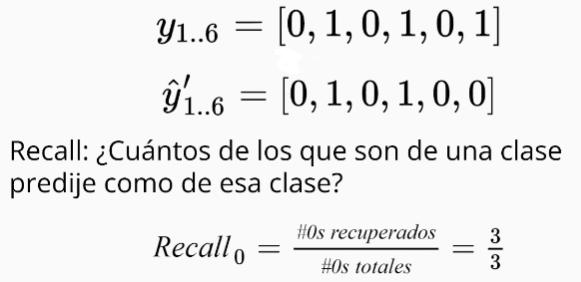 y1..6 = [0, 1, 0, 1, 0, 1]
ŷ′1..6 = [0, 1, 0, 1, 0, 0]
Recall: ¿Cuántos de los que son de una clase
predije como de esa clase?
Recall0 = #0s recuperados / #0s totales = 3/3